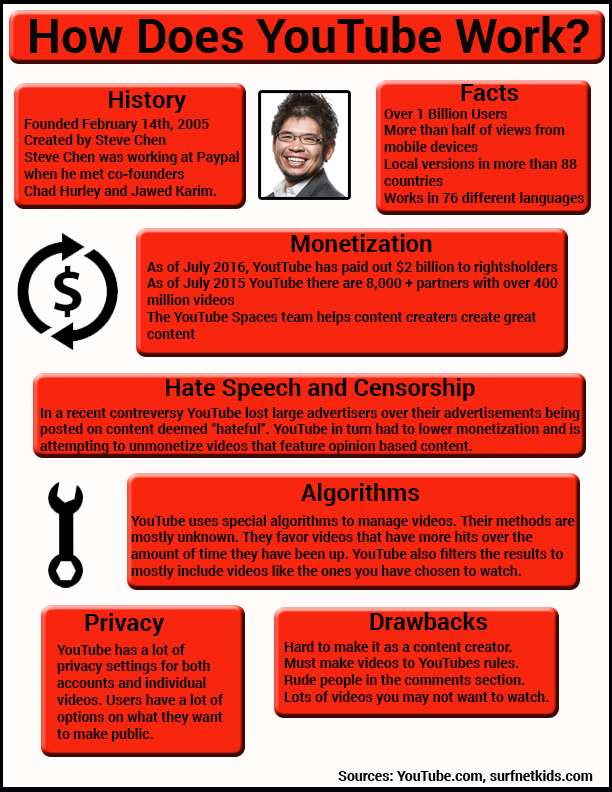 How Does YouTube Work?
History
Founded February 14th, 2005
Created by Steve Chen
Steve Chen was working at Paypal
when he met co-founders
Chad Hurley and Jawed Karim.
Facts
Over 1 Billion Users
More than half of views from
mobile devices
Local versions in more than 88
countries
Works in 76 different languages
$
Monetization
As of July 2016, YoutTube has paid out $2 billion to rightsholders
As of July 2015 YouTube there are 8,000 + partners with over 400
million videos
The YouTube Spaces team helps content creaters create great
content
Hate Speech and Censorship
In a recent contreversy YouTube lost large advertisers over their advertisements being
posted on content deemed “hateful”. YouTube in turn had to lower monetization and is
attempting to unmonetize videos that feature opinion based content.
Algorithms
YouTube uses special algorithms to manage videos. Their methods are
mostly unknown. They favor videos that have more hits over the
amount of time they have been up. YouTube also filters the results to
mostly include videos like the ones you have chosen to watch.
Privacy
YouTube has a lot of
privacy settings for both
accounts and individual
videos. Users have a lot of
options on what they want
to make public.
Drawbacks
Hard to make it as a content creator.
Must make videos to YouTubes rules.
Rude people in the comments section.
Lots of videos you may not want to watch.
Sources: YouTube.com, surfnetkids.com